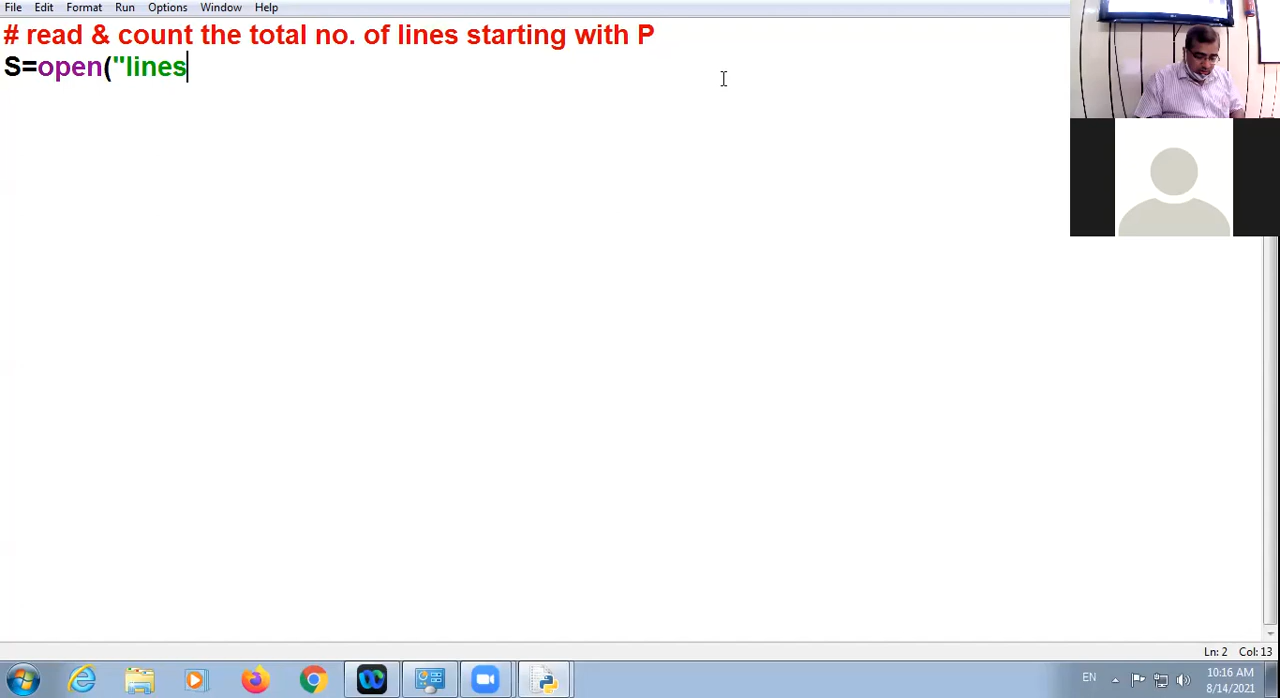 File Edit Format Run Options Window Help
# read & count the total no. of lines starting with P
S=open("lines
Ln: 2 Col: 13
EN
10:16 AM
8/14/2021